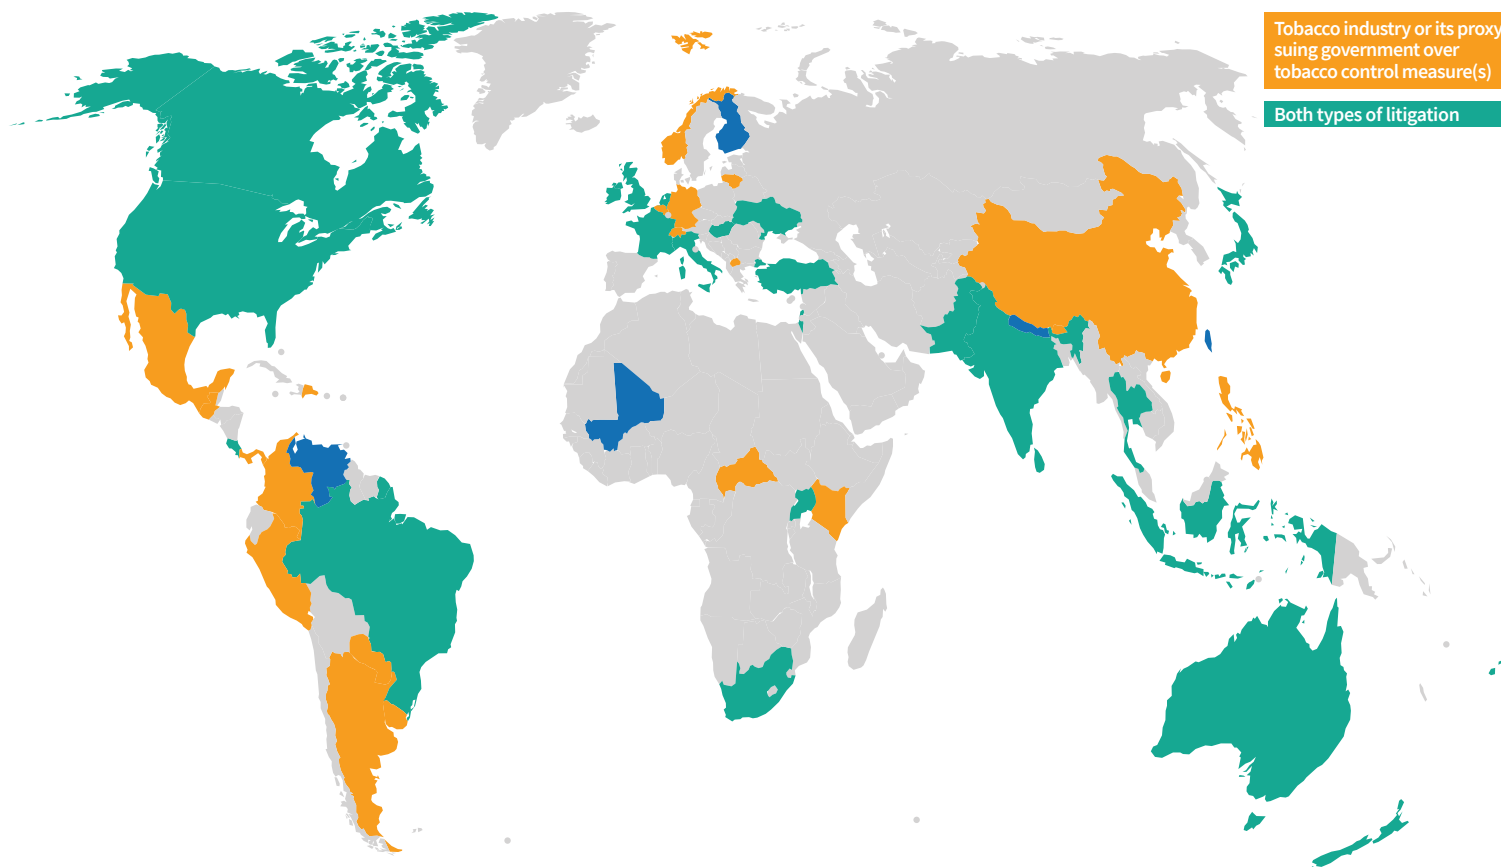 Tobacco industry or its proxy
suing government over
tobacco control measure(s)
Both types of litigation